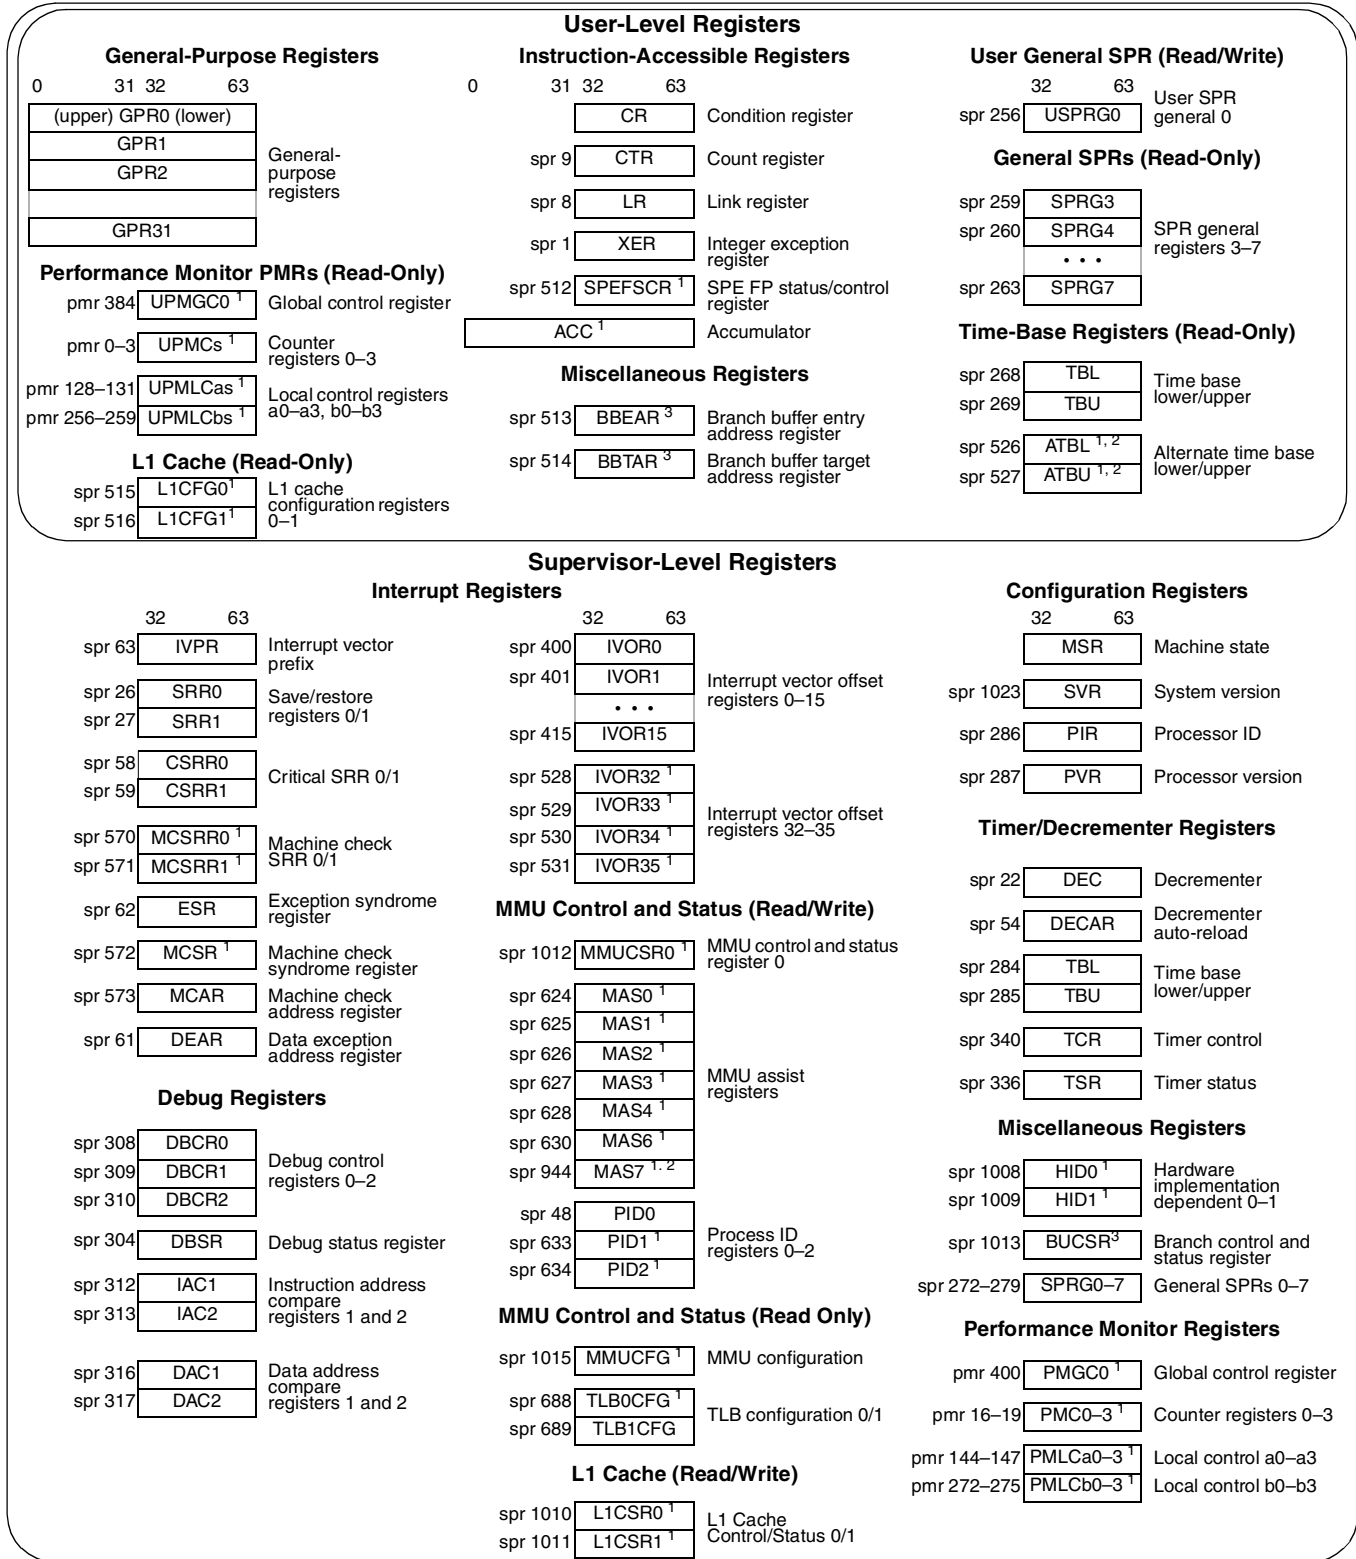 User-Level Registers
General-Purpose Registers
0 31 32 63
(upper) GPR0 (lower)
GPR1
GPR2
GPR31
General-
purpose
registers
Performance Monitor PMRs (Read-Only)
pmr 384 UPMGC0 1 Global control register
pmr 0–3 UPMCs 1 Counter
registers 0–3
pmr 128–131 UPMLCas 1 Local control registers
pmr 256–259 UPMLCbs 1 a0–a3, b0–b3
L1 Cache (Read-Only)
spr 515 L1CFG0 1 L1 cache
configuration registers
spr 516 L1CFG1 1 0–1
Instruction-Accessible Registers
0 31 32 63
CR Condition register
spr 9 CTR Count register
spr 8 LR Link register
spr 1 XER Integer exception
register
spr 512 SPEFSCR 1 SPE FP status/control
register
ACC 1 Accumulator
Miscellaneous Registers
spr 513 BBEAR 3 Branch buffer entry
address register
spr 514 BBTAR 3 Branch buffer target
address register
User General SPR (Read/Write)
32 63
spr 256 USPRG0 User SPR
general 0
General SPRs (Read-Only)
spr 259 SPRG3
spr 260 SPRG4 SPR general
registers 3–7
• • •
spr 263 SPRG7
Time-Base Registers (Read-Only)
spr 268 TBL Time base
spr 269 TBU lower/upper
spr 526 ATBL 1, 2 Alternate time base
spr 527 ATBU 1, 2 lower/upper
Supervisor-Level Registers
Interrupt Registers
32 63
spr 63 IVPR Interrupt vector
prefix
spr 26 SRR0 Save/restore
spr 27 SRR1 registers 0/1
spr 58 CSRR0 Critical SRR 0/1
spr 59 CSRR1
spr 570 MCSRR0 1 Machine check
spr 571 MCSRR1 1 SRR 0/1
spr 62 ESR Exception syndrome
register
spr 572 MCSR 1 Machine check
syndrome register
spr 573 MCAR Machine check
address register
spr 61 DEAR Data exception
address register
Debug Registers
spr 308 DBCR0
spr 309 DBCR1 Debug control
registers 0–2
spr 310 DBCR2
spr 304 DBSR Debug status register
spr 312 IAC1 Instruction address
compare
spr 313 IAC2 registers 1 and 2
spr 316 DAC1 Data address
compare
spr 317 DAC2 registers 1 and 2
32 63
spr 400 IVOR0
spr 401 IVOR1 Interrupt vector offset
registers 0–15
• • •
spr 415 IVOR15
spr 528 IVOR32 1
spr 529 IVOR33 1 Interrupt vector offset
registers 32–35
spr 530 IVOR34 1
spr 531 IVOR35 1
MMU Control and Status (Read/Write)
spr 1012 MMUCSR0 1 MMU control and status
register 0
spr 624 MAS0 1
spr 625 MAS1 1
spr 626 MAS2 1
spr 627 MAS3 1 MMU assist
registers
spr 628 MAS4 1
spr 630 MAS6 1
spr 944 MAS7 1. 2
spr 48 PID0
spr 633 PID1 1 Process ID
registers 0–2
spr 634 PID2 1
MMU Control and Status (Read Only)
spr 1015 MMUCFG 1 MMU configuration
spr 688 TLB0CFG 1 TLB configuration 0/1
spr 689 TLB1CFG
L1 Cache (Read/Write)
spr 1010 L1CSR0 1 L1 Cache
spr 1011 L1CSR1 1 Control/Status 0/1
Configuration Registers
32 63
MSR Machine state
spr 1023 SVR System version
spr 286 PIR Processor ID
spr 287 PVR Processor version
Timer/Decrementer Registers
spr 22 DEC Decrementer
spr 54 DECAR Decrementer
auto-reload
spr 284 TBL Time base
spr 285 TBU lower/upper
spr 340 TCR Timer control
spr 336 TSR Timer status
Miscellaneous Registers
spr 1008 HID0 1 Hardware
implementation
spr 1009 HID1 1 dependent 0–1
spr 1013 BUCSR3 Branch control and
status register
spr 272–279 SPRG0–7 General SPRs 0–7
Performance Monitor Registers
pmr 400 PMGC0 1 Global control register
pmr 16–19 PMC0–3 1 Counter registers 0–3
pmr 144–147 PMLCa0–3 1 Local control a0–a3
pmr 272–275 PMLCb0–3 1 Local control b0–b3